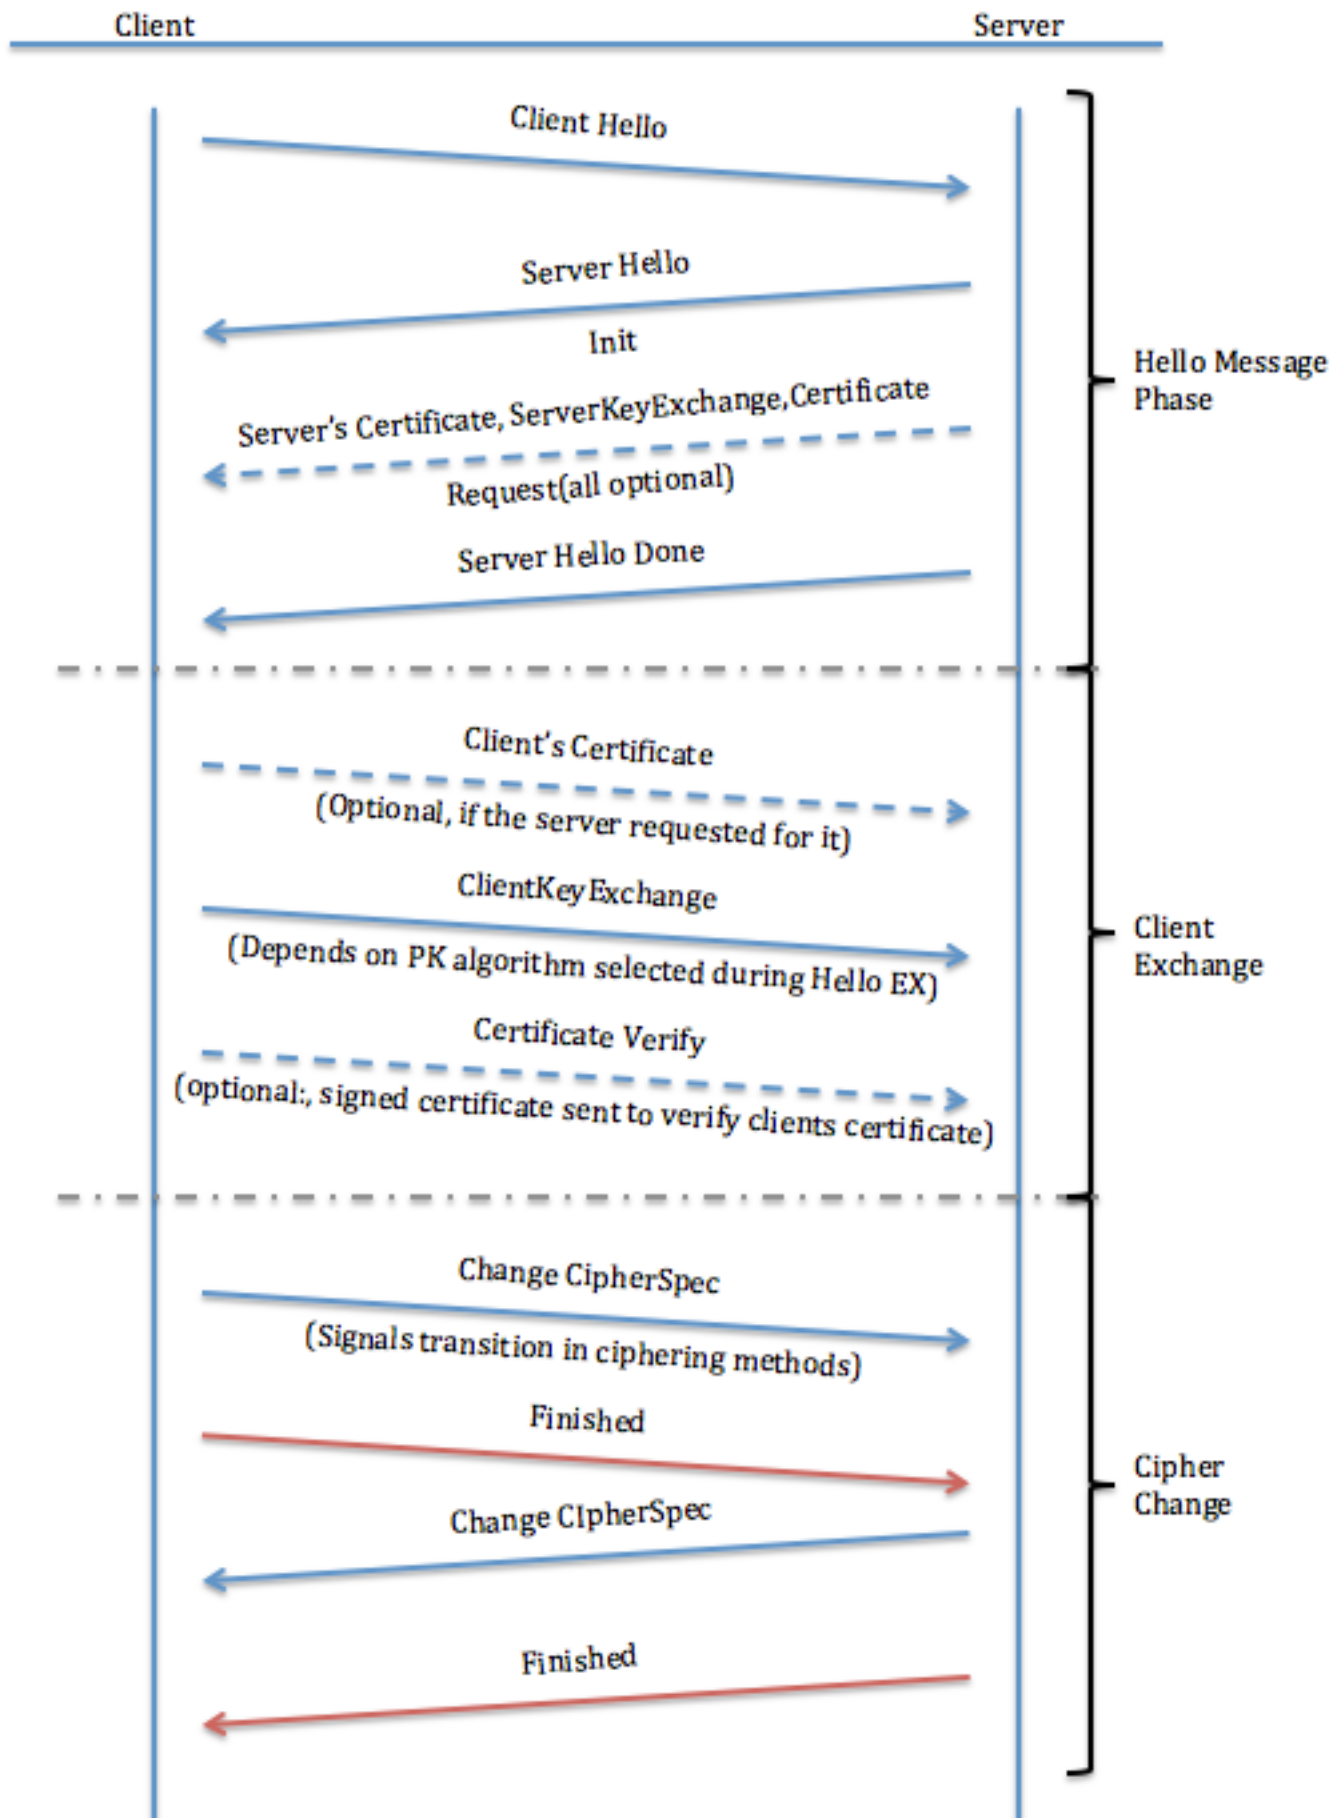 Client
Server
Client Hello
Server Hello
Init
Server's Certificate, ServerKeyExchange,Certificate
Request(all optional)
Server Hello Done
Hello Message
Phase
Client's Certificate
(Optional, if the server requested for it)
ClientKeyExchange
(Depends on PK algorithm selected during Hello EX)
Certificate Verify
(optional:, signed certificate sent to verify clients certificate)
Client
Exchange
Change CipherSpec
(Signals transition in ciphering methods)
Finished
Change CIpherSpec
Finished
Cipher
Change